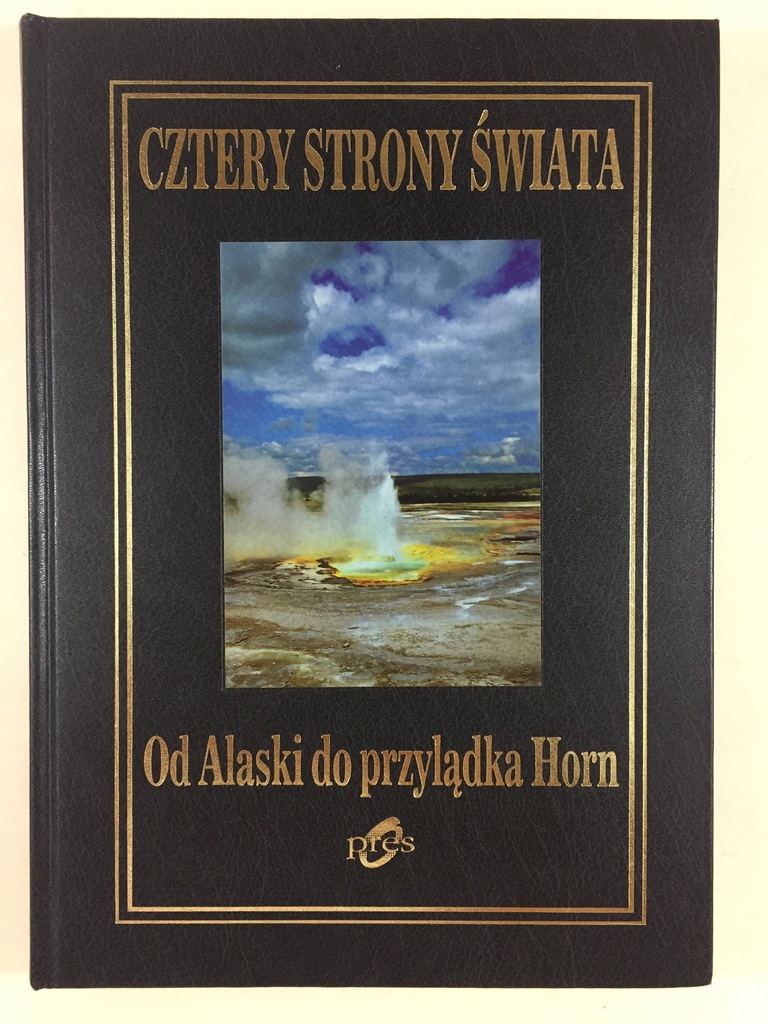 CZTERY STRONY ŚWIATA
Od Alaski do przylądka Horn
pres